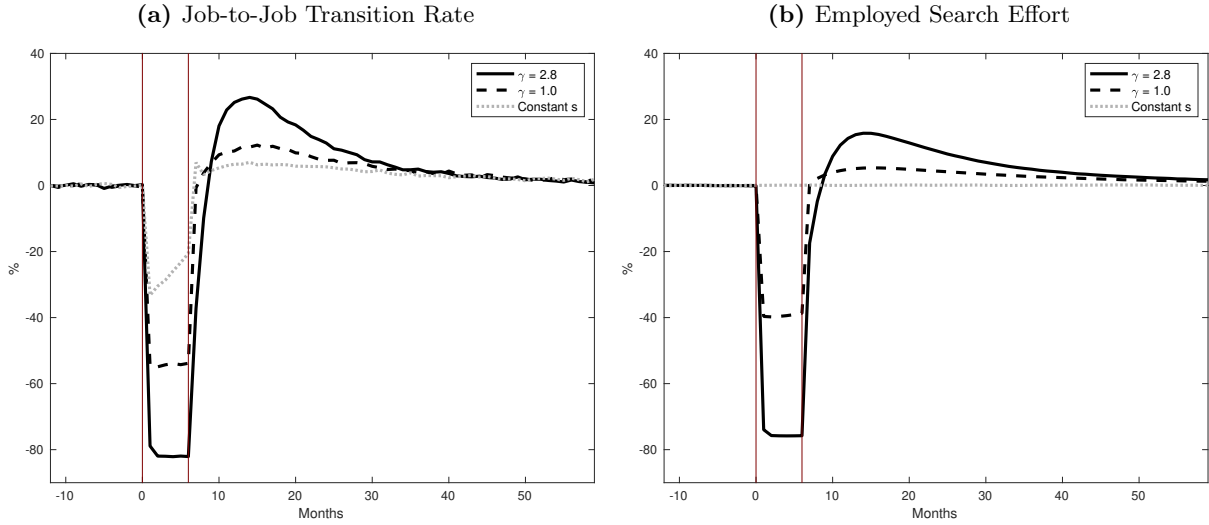 (a) Job-to-Job Transition Rate
40
20
0
-20
-40
-60
-80
%
-10 0 10 20 30 40 50
Months
γ = 2.8
γ = 1.0
Constant s
(b) Employed Search Effort
40
20
0
-20
-40
-60
-80
%
-10 0 10 20 30 40 50
Months
γ = 2.8
γ = 1.0
Constant s